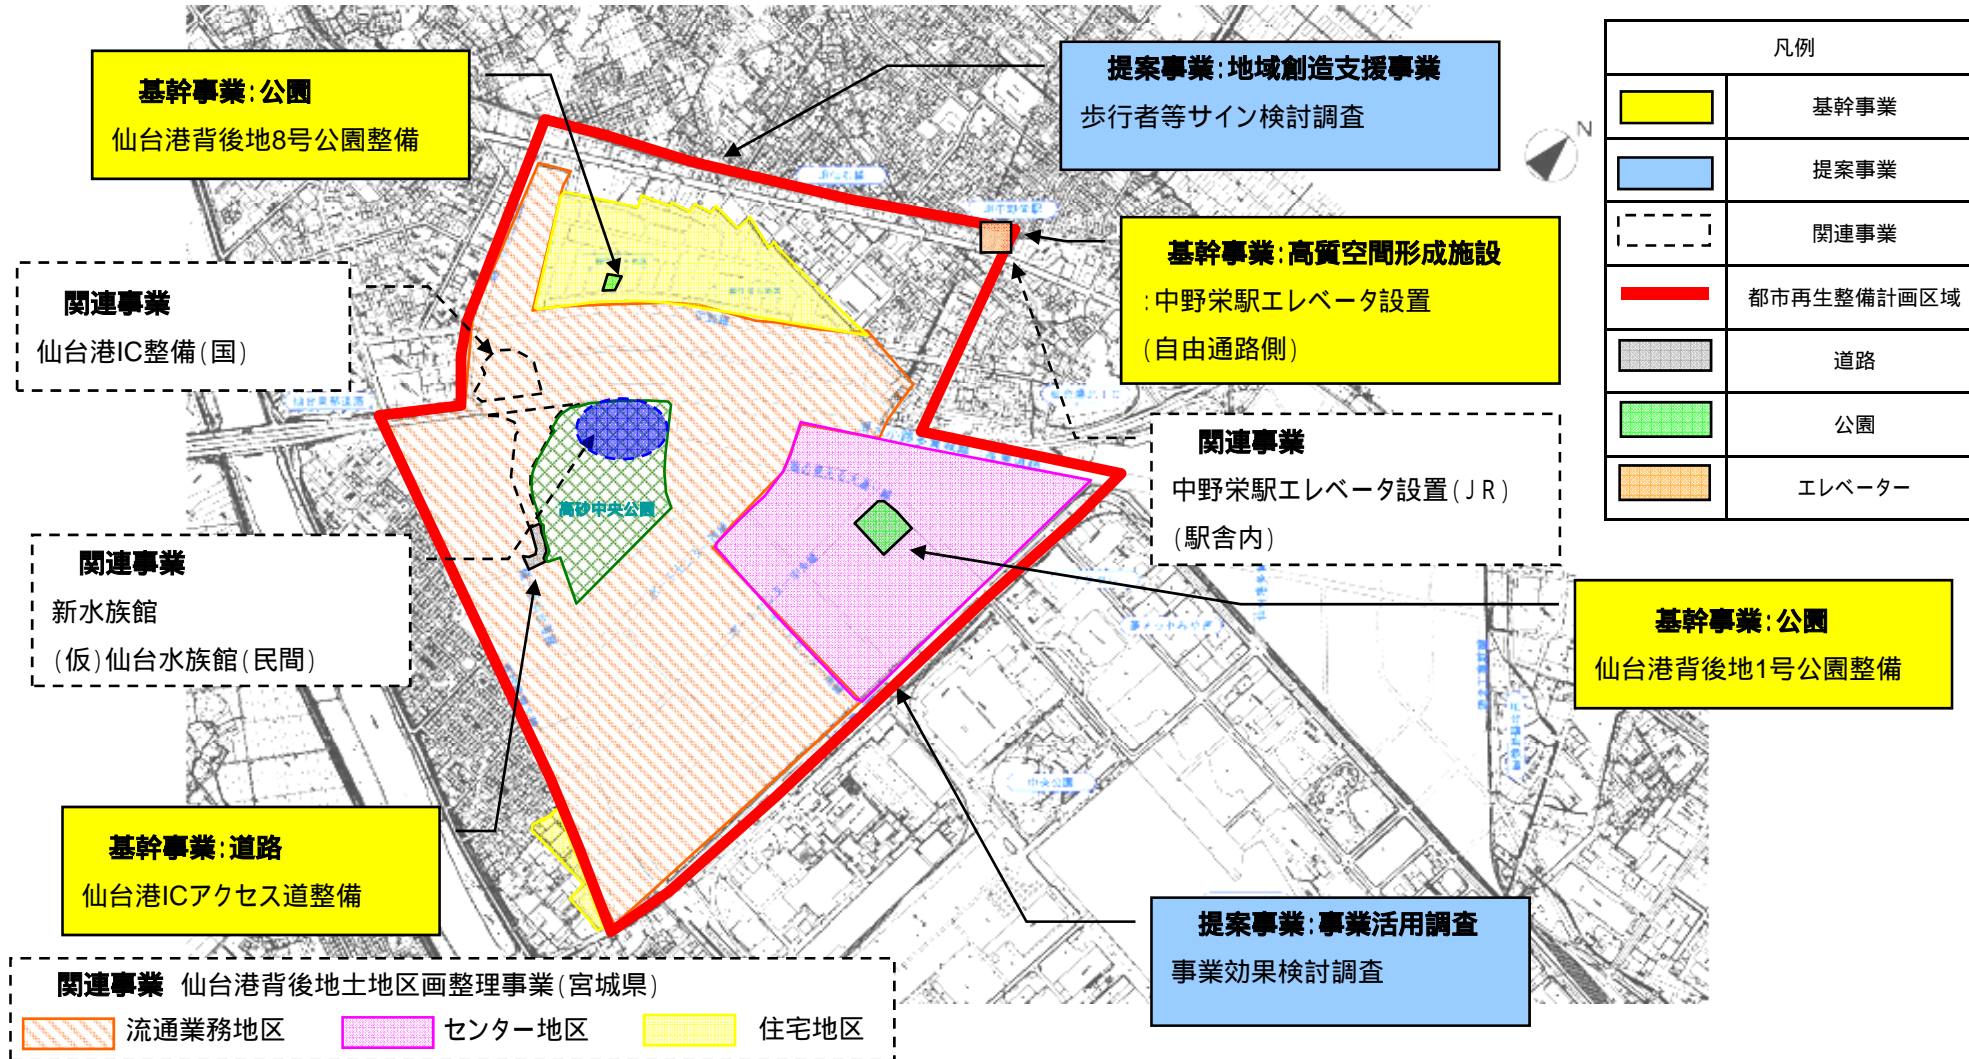 基幹事業:公園
仙台港背後地8号公園整備
提案事業:地域創造支援事業
歩行者等サイン検討調査
N
凡例
基幹事業
提案事業
関連事業
都市再生整備計画区域
道路
公園
エレベーター
基幹事業:高質空間形成施設
:中野栄駅エレベータ設置
(自由通路側)
関連事業
仙台港IC整備(国)
関連事業
中野栄駅エレベータ設置(JR)
(駅舎内)
高砂中央公園
関連事業
新水族館
(仮)仙台水族館(民間)
基幹事業:公園
仙台港背後地1号公園整備
中央公園
基幹事業:道路
仙台港ICアクセス道整備
提案事業:事業活用調査
事業効果検討調査
関連事業 仙台港背後地土地区画整理事業(宮城県)
流通業務地区
センター地区
住宅地区